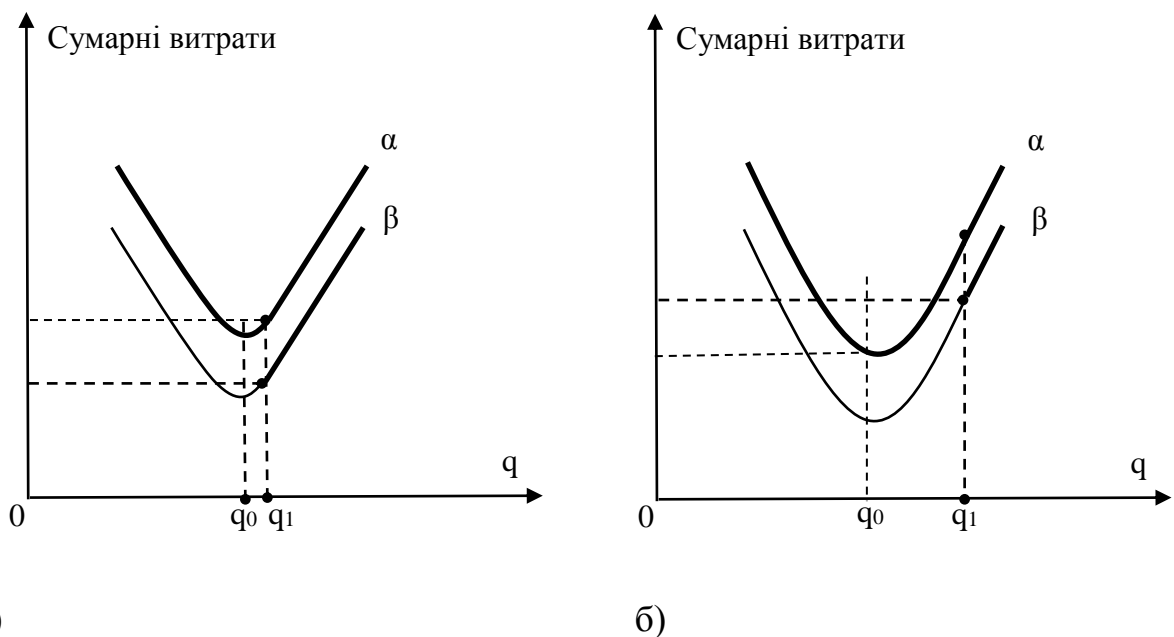 Сумарні витрати
α
β
q
0
q0 q1
)
Сумарні витрати
α
β
q
0
q0
q1
б)